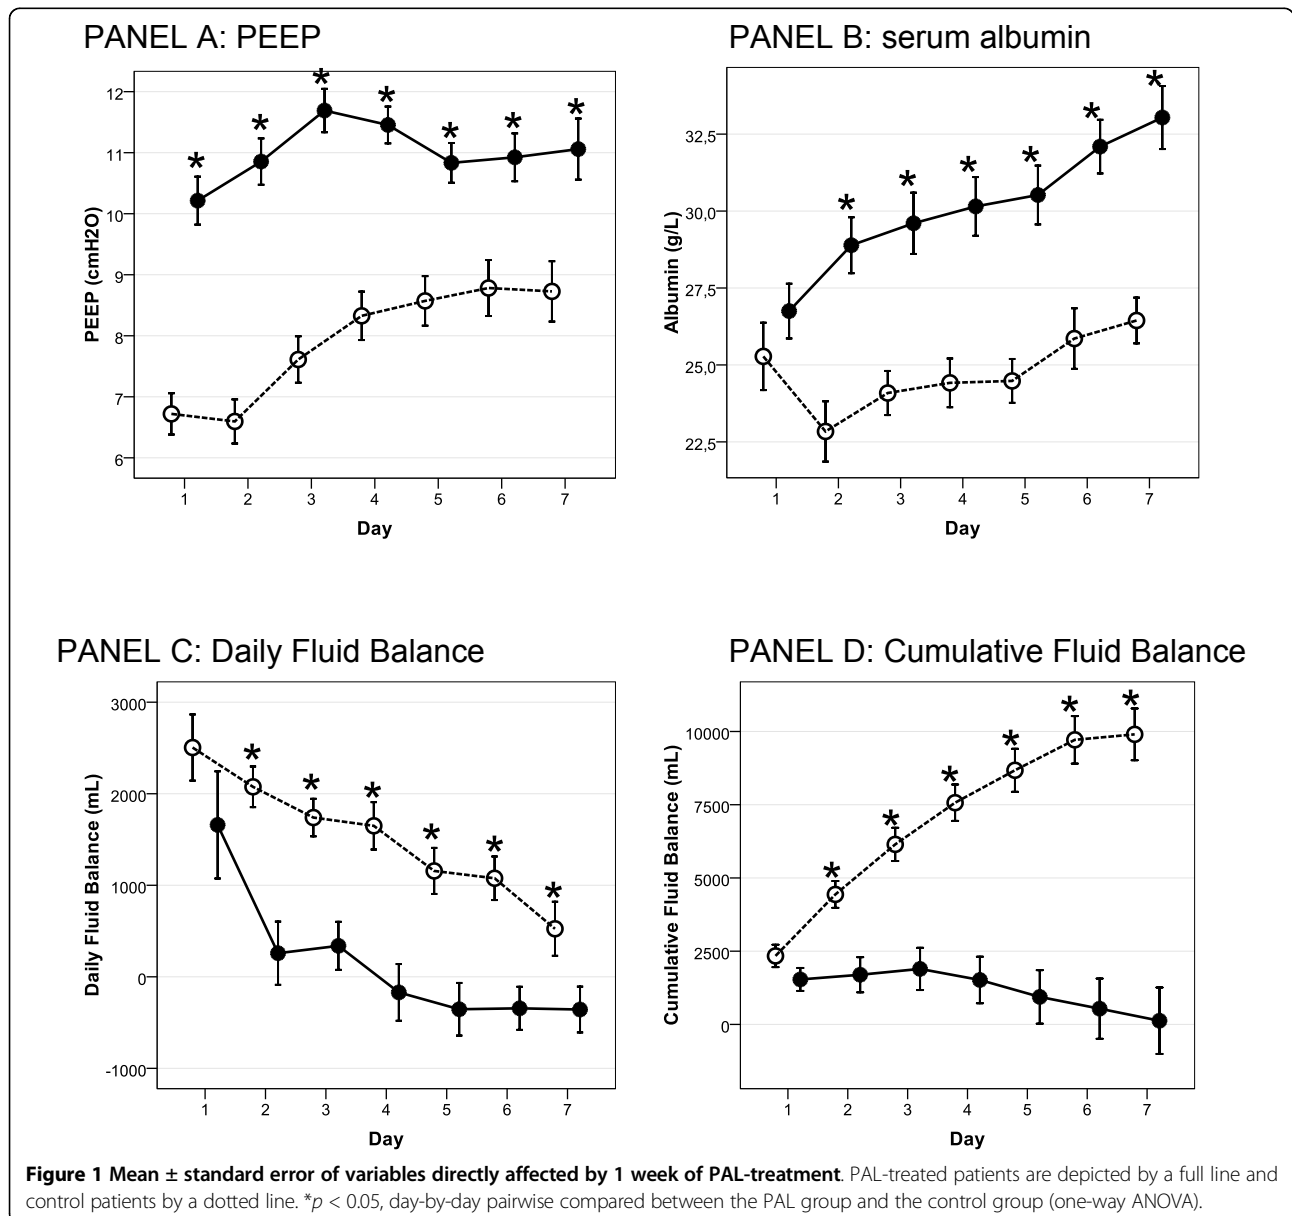 PANEL A: PEEP
PANEL B: serum albumin
12
11
10
9
8
7
6
PEEP (cmH2O)
1 2 3 4 5 6 7
Day
* * * * * * *
32,5
30,0
27,5
25,0
22,5
Albumin (g/L)
1 2 3 4 5 6 7
Day
* * * * * *
PANEL C: Daily Fluid Balance
PANEL D: Cumulative Fluid Balance
3000
2000
1000
0
-1000
Daily Fluid Balance (mL)
1 2 3 4 5 6 7
Day
* * * * * *
10000
7500
5000
2500
0
Cumulative Fluid Balance (mL)
1 2 3 4 5 6 7
Day
* * * * * *
Figure 1 Mean ± standard error of variables directly affected by 1 week of PAL-treatment. PAL-treated patients are depicted by a full line and
control patients by a dotted line. *p < 0.05, day-by-day pairwise compared between the PAL group and the control group (one-way ANOVA).